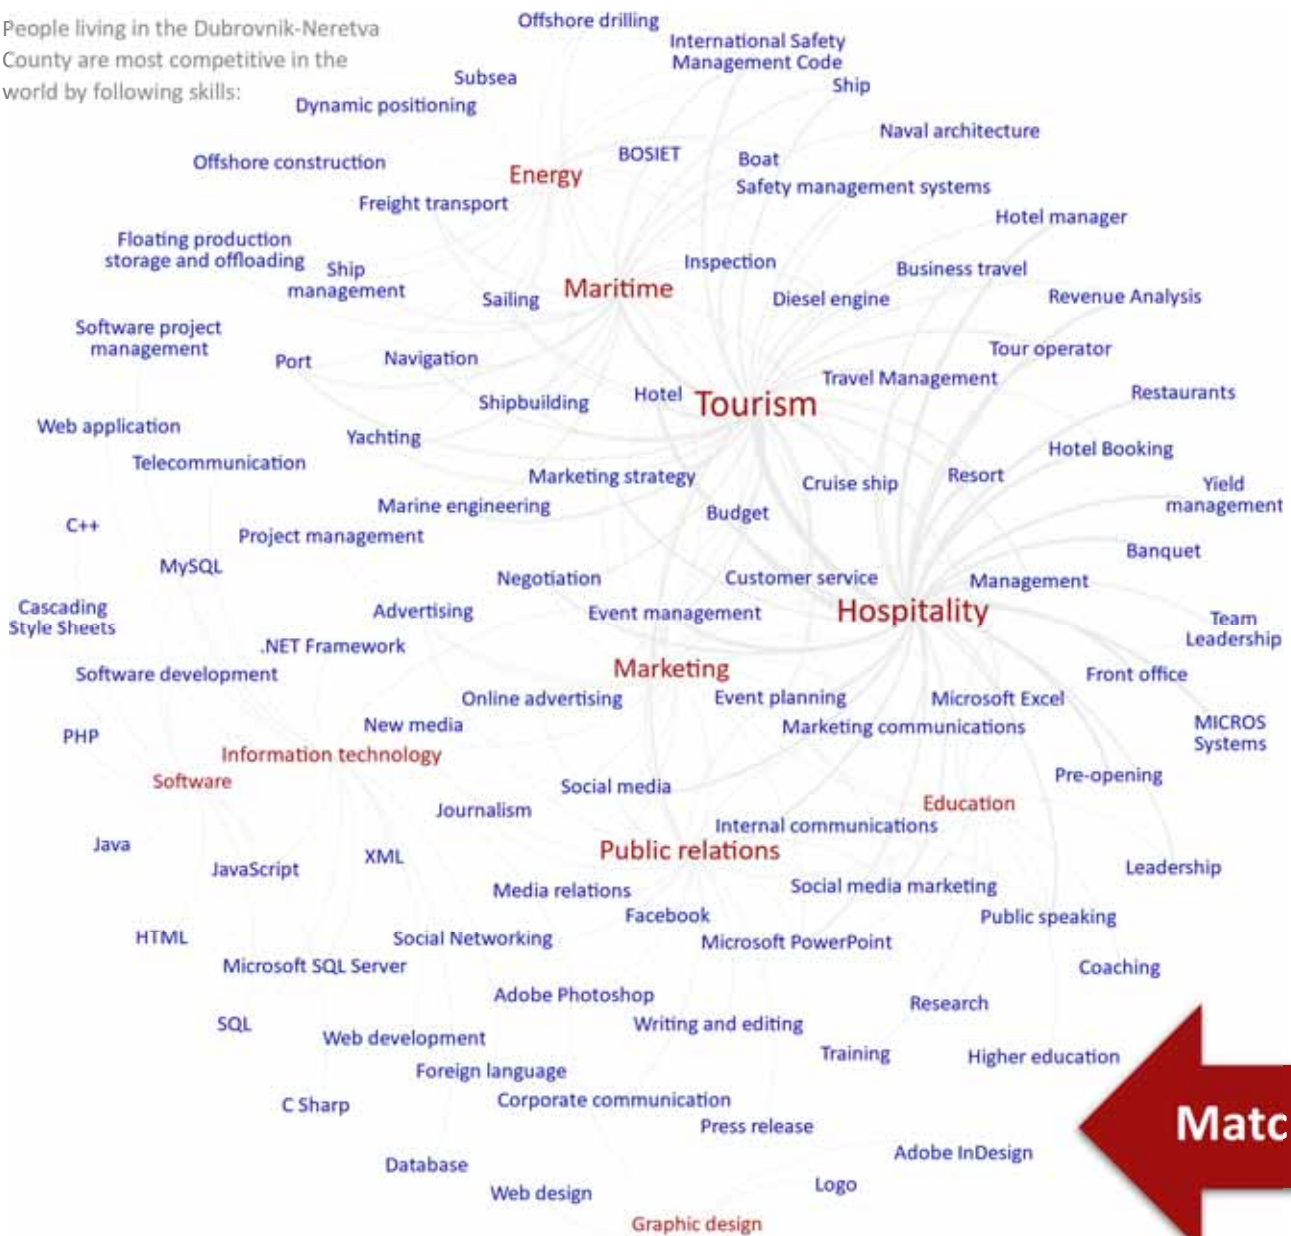 People living in the Dubrovnik-Neretva
County are most competitive in the
world by following skills:
Offshore drilling
International Safety
Management Code
Subsea
Ship
Dynamic positioning
Naval architecture
BOSIET
Boat
Offshore construction
Energy
Safety management systems
Freight transport
Hotel manager
Floating production
storage and offloading
Ship
management
Inspection
Business travel
Maritime
Sailing
Diesel engine
Revenue Analysis
Software project
management
Port
Navigation
Tour operator
Travel Management
Hotel
Tourism
Restaurants
Shipbuilding
Web application
Yachting
Hotel Booking
Telecommunication
Marketing strategy
Cruise ship
Resort
Yield
management
Marine engineering
Budget
C++
Project management
Banquet
MySQL
Negotiation
Customer service
Management
Cascading
Style Sheets
Advertising
Event management
Hospitality
Team
Leadership
.NET Framework
Software development
Marketing
Front office
Online advertising
Event planning
Microsoft Excel
New media
Marketing communications
MICROS
Systems
PHP
Information technology
Software
Social media
Pre-opening
Education
Journalism
Internal communications
Java
Public relations
XML
JavaScript
Leadership
Media relations
Social media marketing
Facebook
Public speaking
HTML
Social Networking
Microsoft PowerPoint
Microsoft SQL Server
Coaching
Adobe Photoshop
Research
SQL
Writing and editing
Web development
Training
Higher education
Foreign language
C Sharp
Corporate communication
Press release
Matc
Adobe InDesign
Database
Logo
Web design
Graphic design